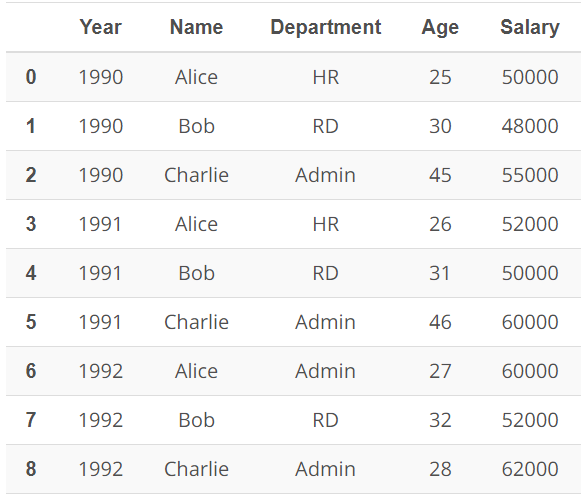 Year Name Department Age Salary
0 1990 Alice HR 25 50000
1 1990 Bob RD 30 48000
2 1990 Charlie Admin 45 55000
3 1991 Alice HR 26 52000
4 1991 Bob RD 31 50000
5 1991 Charlie Admin 46 60000
6 1992 Alice Admin 27 60000
7 1992 Bob RD 32 52000
8 1992 Charlie Admin 28 62000